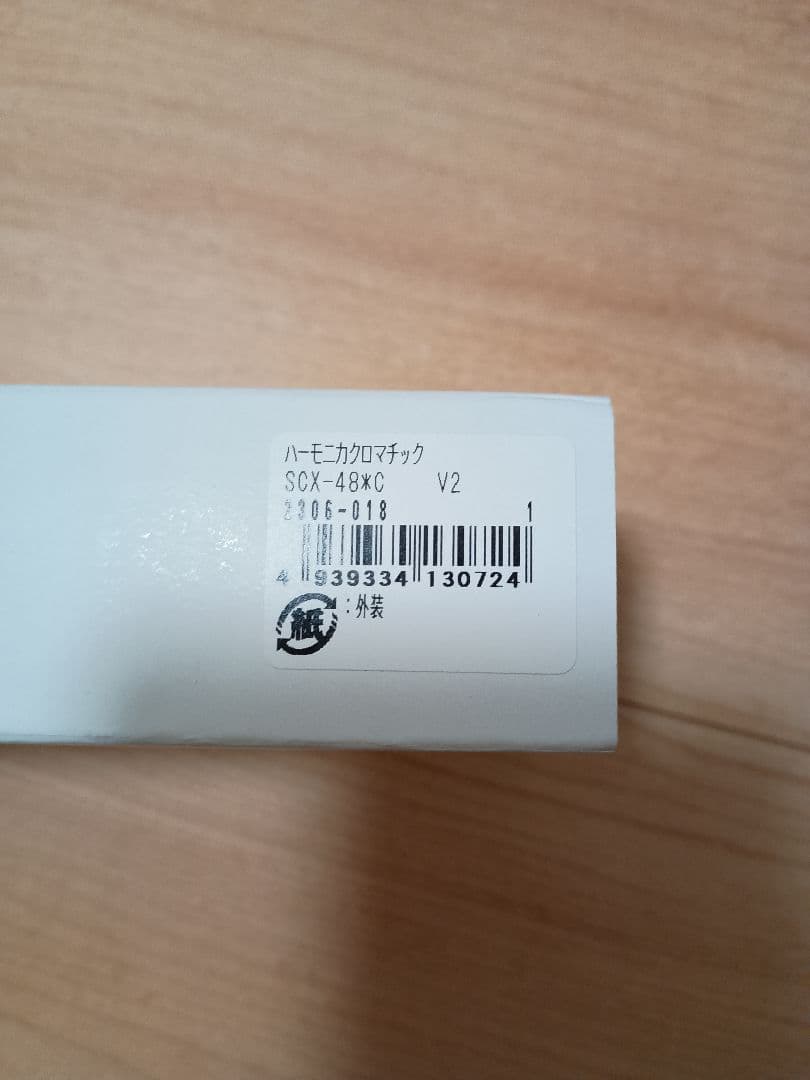 ハーモニカクロマチック
SCX-48*C V2
2306-018 1
4 939334 130724
紙 :外装